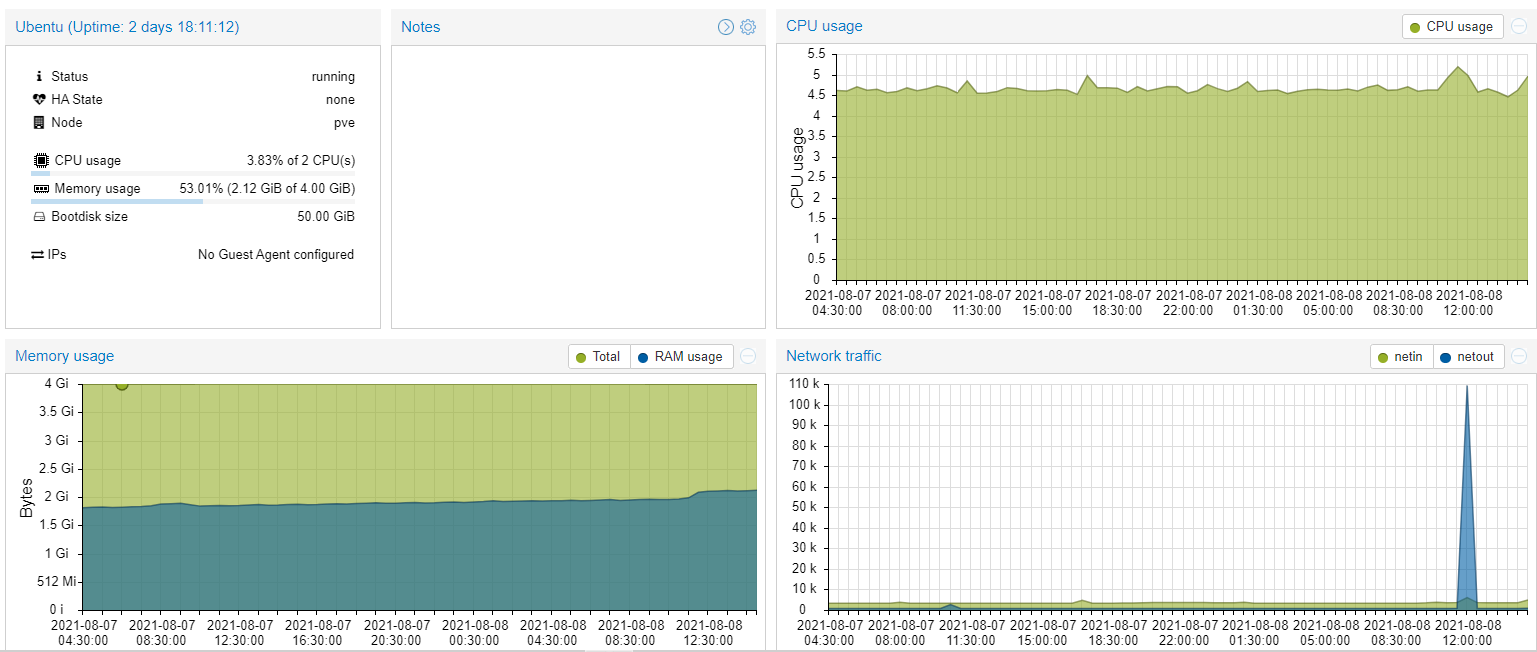 Ubentu (Uptime: 2 days 18:11:12)
Status running
HA State none
Node pve
CPU usage 3.83% of 2 CPU(s)
Memory usage 53.01% (2.12 GiB of 4.00 GiB)
Bootdisk size 50.00 GiB
IPs No Guest Agent configured
Notes
CPU usage
CPU usage
5.5
5
4.5
4
3.5
3
2.5
2
1.5
1
0.5
0
CPU usage
2021-08-07 2021-08-07 2021-08-07 2021-08-07 2021-08-07 2021-08-07 2021-08-08 2021-08-08 2021-08-08 2021-08-08
04:30:00 08:00:00 11:30:00 15:00:00 18:30:00 22:00:00 01:30:00 05:00:00 08:30:00 12:00:00
Memory usage
Total RAM usage
4 Gi
3.5 Gi
3 Gi
2.5 Gi
2 Gi
1.5 Gi
1 Gi
512 Mi
0 i
Bytes
2021-08-07 2021-08-07 2021-08-07 2021-08-07 2021-08-07 2021-08-08 2021-08-08 2021-08-08 2021-08-08
04:30:00 08:30:00 12:30:00 16:30:00 20:30:00 00:30:00 04:30:00 08:30:00 12:30:00
Network traffic
netin netout
110 k
100 k
90 k
80 k
70 k
60 k
50 k
40 k
30 k
20 k
10 k
0
2021-08-07 2021-08-07 2021-08-07 2021-08-07 2021-08-07 2021-08-07 2021-08-08 2021-08-08 2021-08-08 2021-08-08
04:30:00 08:00:00 11:30:00 15:00:00 18:30:00 22:00:00 01:30:00 05:00:00 08:30:00 12:00:00